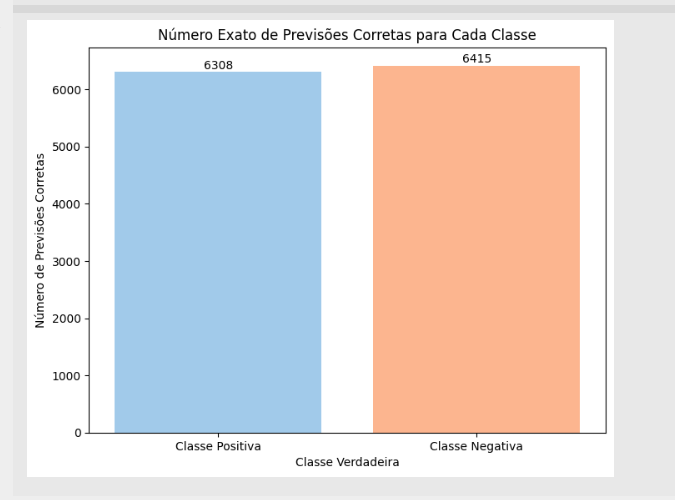 Número Exato de Previsões Corretas para Cada Classe
6308
6415
Número de Previsões Corretas
6000
5000
4000
3000
2000
1000
0
Classe Positiva
Classe Negativa
Classe Verdadeira